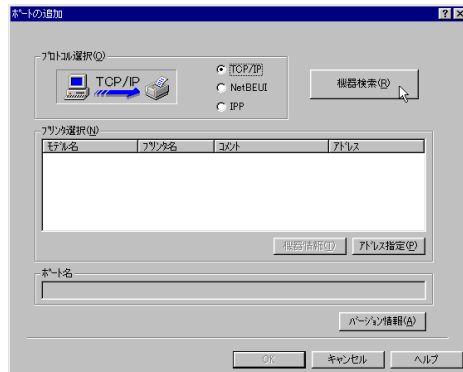 ポートの追加
プロトコル選択(O)
TCP/IP
TCP/IP
NetBEUI
IPP
機器検索(R)
プリンタ選択(N)
モデル名 プリンタ名 コメント アドレス
機器情報(I) アドレス指定(P)
ポート名
バージョン情報(A)
OK キャンセル ヘルプ